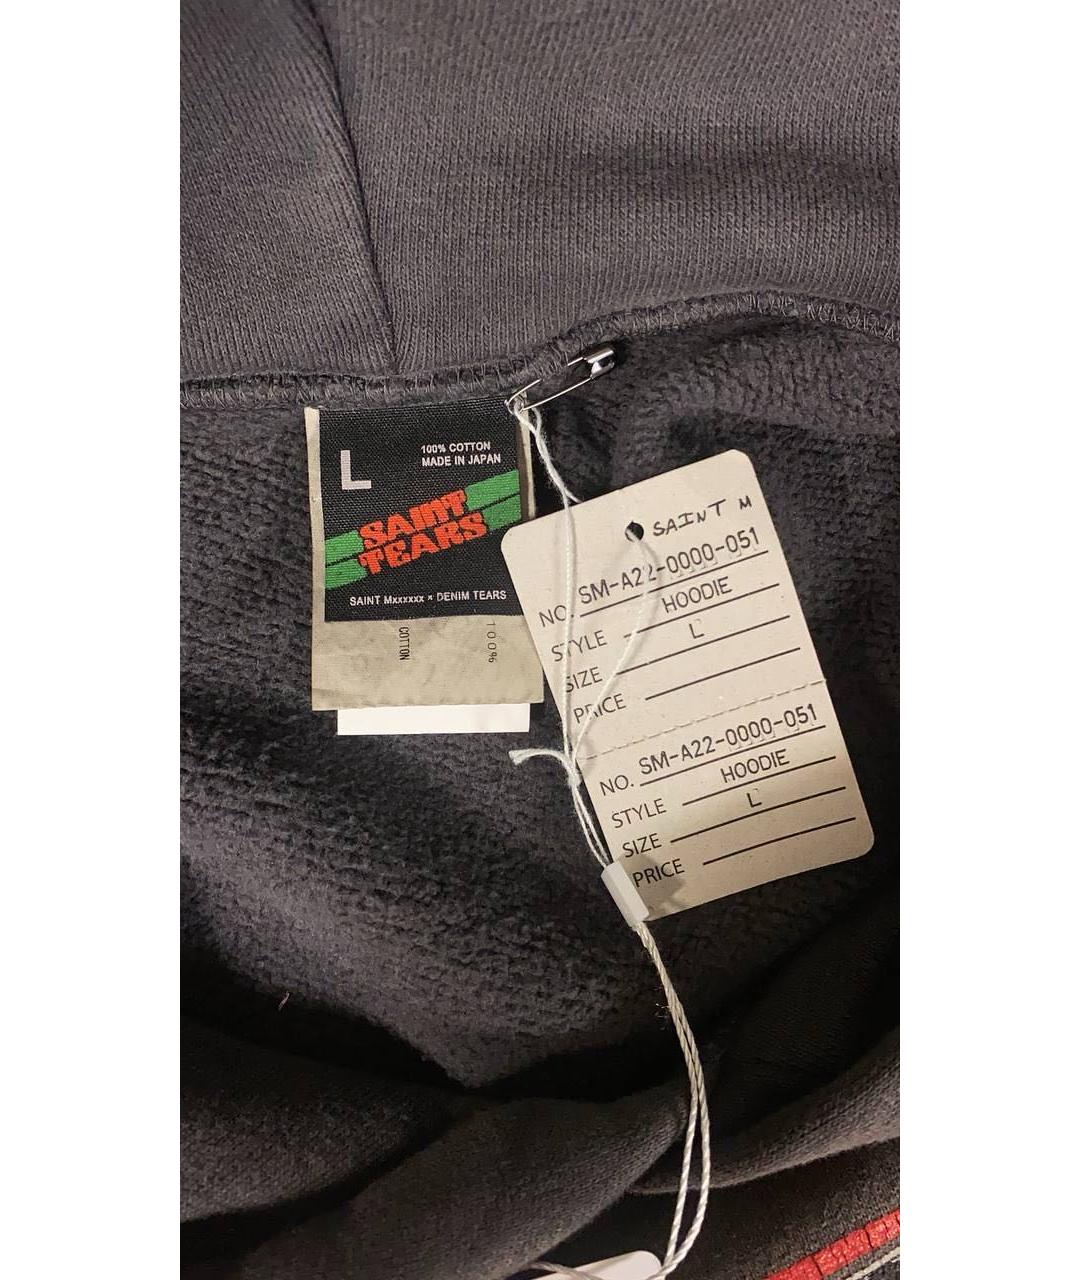 L
100% COTTON
MADE IN JAPAN
SAINT
TEARS
SAINT Mxxxxxx × DENIM TEARS
COTTON
100%
SAINT M
NO. SM-A22-0000-051
STYLE HOODIE
SIZE L
PRICE
NO. SM-A22-0000-051
STYLE HOODIE
SIZE L
PRICE